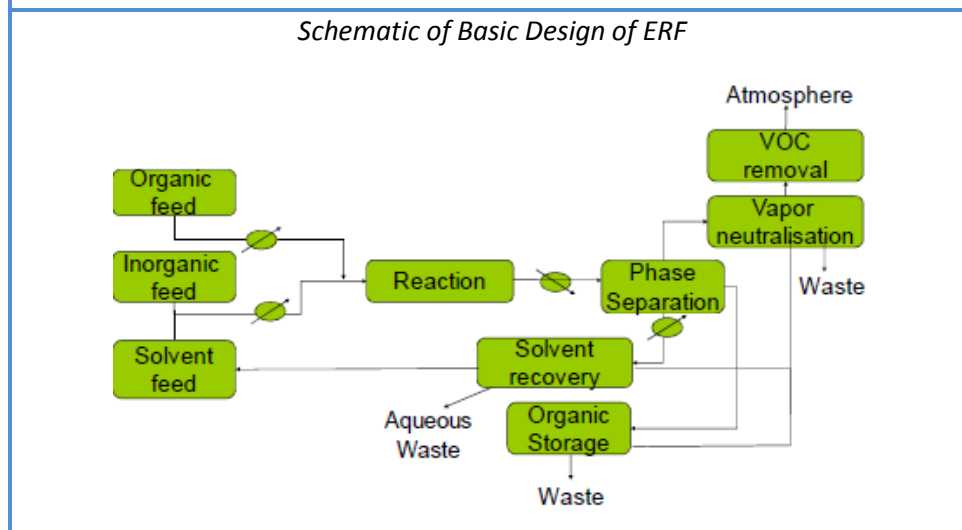 Schematic of Basic Design of ERF
Atmosphere
VOC
removal
Organic
feed
Vapor
neutralisation
Inorganic
feed
Reaction
Phase
Separation
Waste
Solvent
feed
Solvent
recovery
Aqueous
Waste
Organic
Storage
Waste